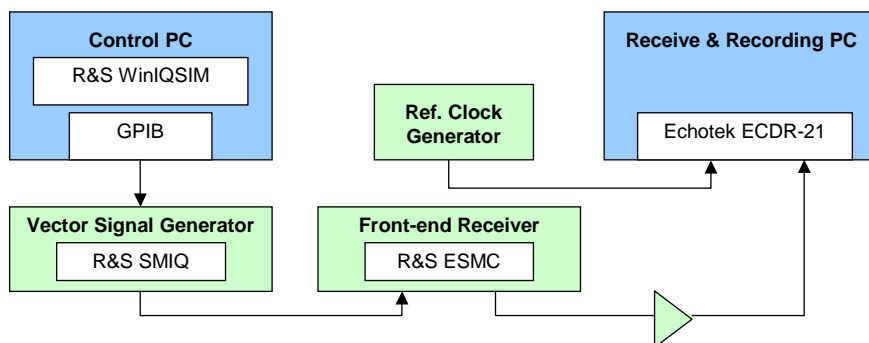 Control PC
R&S WinIQSIM
GPIB
Receive & Recording PC
Echotek ECDR-21
Ref. Clock
Generator
Vector Signal Generator
R&S SMIQ
Front-end Receiver
R&S ESMC